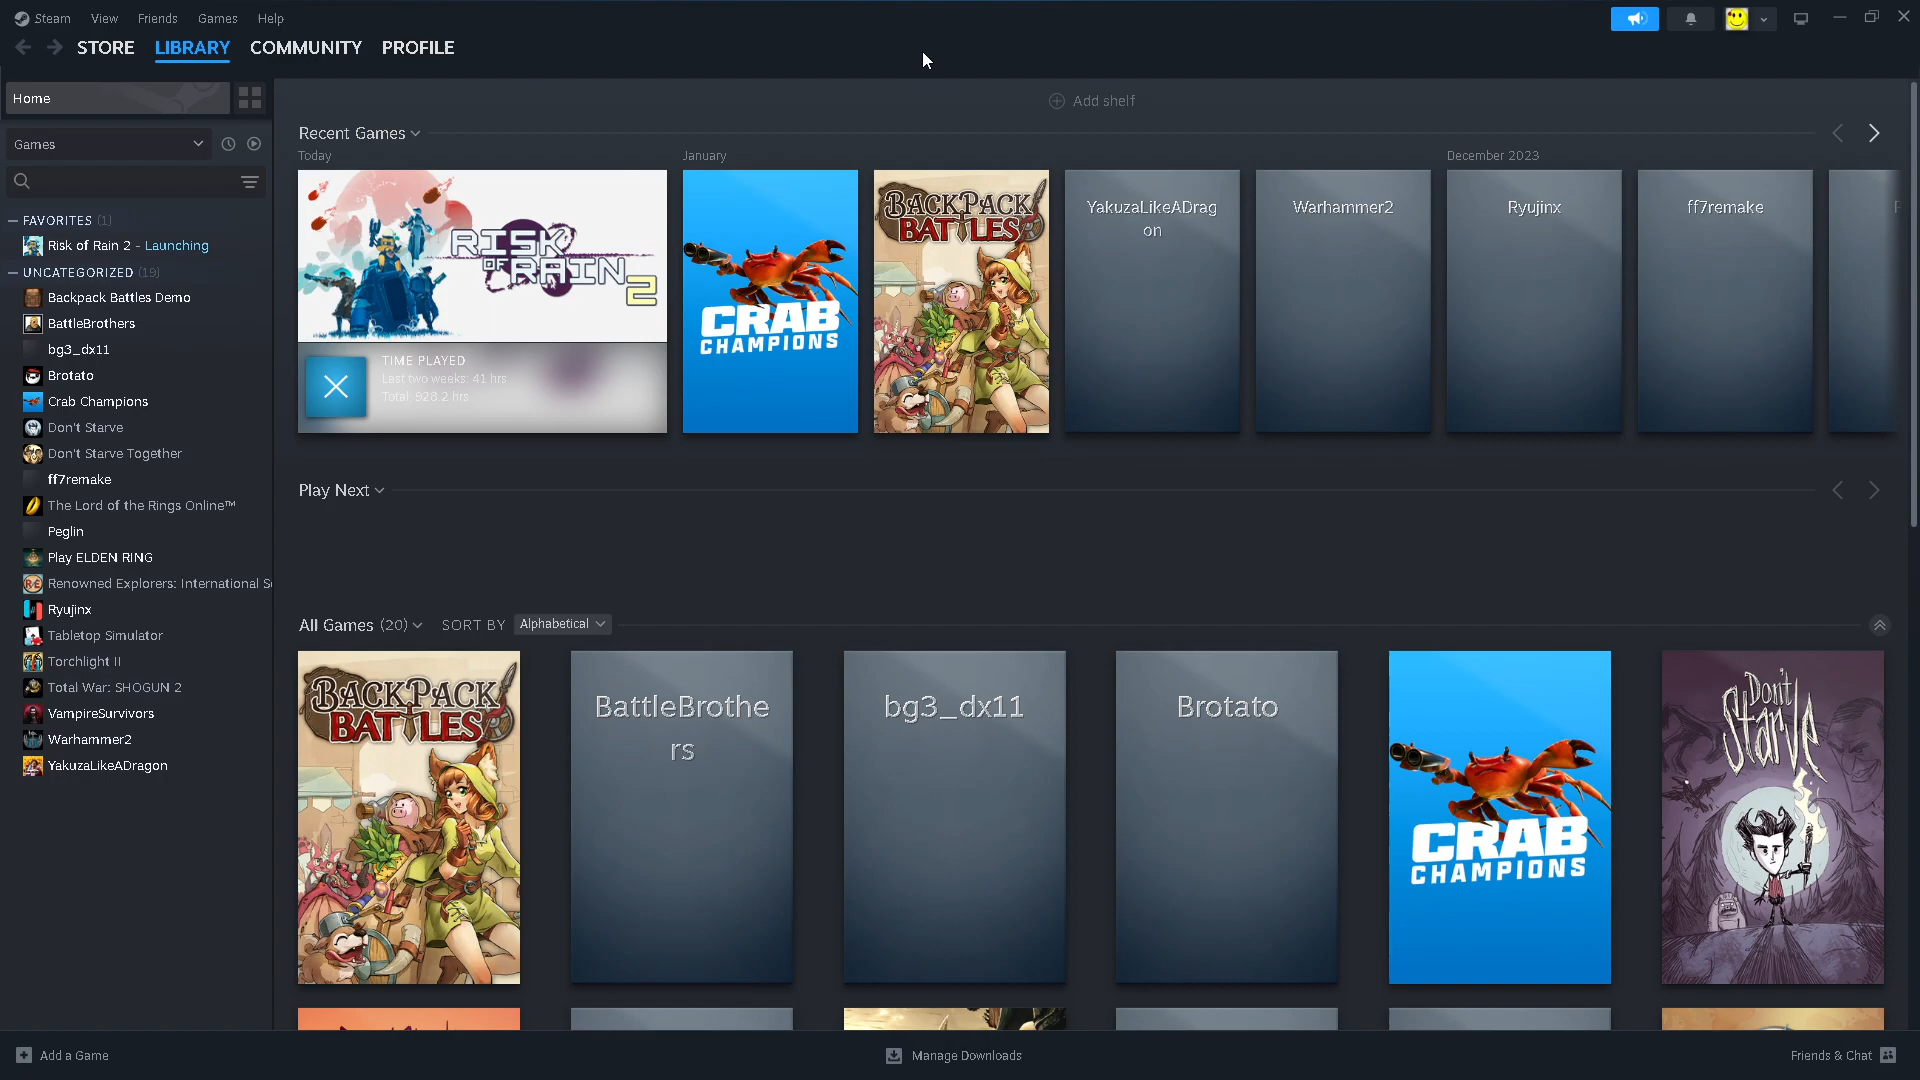 Steam View Friends Games Help
STORE LIBRARY COMMUNITY PROFILE
Home
Games
FAVORITES (1)
Risk of Rain 2 - Launching
UNCATEGORIZED (19)
Backpack Battles Demo
BattleBrothers
bg3_dx11
Brotato
Crab Champions
Don't Starve
Don't Starve Together
ff7remake
The Lord of the Rings Online™
Peglin
Play ELDEN RING
Renowned Explorers: International
Ryujinx
Tabletop Simulator
Torchlight II
Total War: SHOGUN 2
VampireSurvivors
Warhammer2
YakuzaLikeADragon
Add shelf
Recent Games
Today
January
December 2023
RISK
OF RAIN
2
TIME PLAYED
Last two weeks: 41 hrs
Total: 928.2 hrs
CRAB
CHAMPIONS
BACKPACK
BATTLES
YakuzaLikeADrag
on
Warhammer2
Ryujinx
ff7remake
Play Next
All Games (20) SORT BY Alphabetical
BACKPACK
BATTLES
BattleBrothe
rs
bg3_dx11
Brotato
CRAB
CHAMPIONS
Don't
Starve
Add a Game
Manage Downloads
Friends & Chat